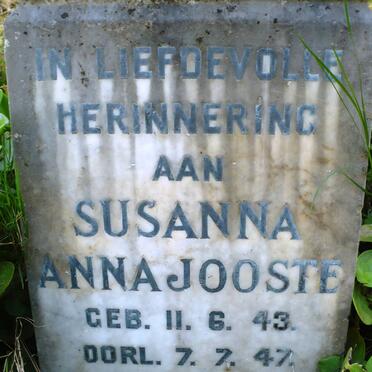 IN LIEFDEVOLLE
HERINNERING
AAN
SUSANNA
ANNA JOOSTE
GEB. 11. 6. 43.
OORL. 7. 7. 47.